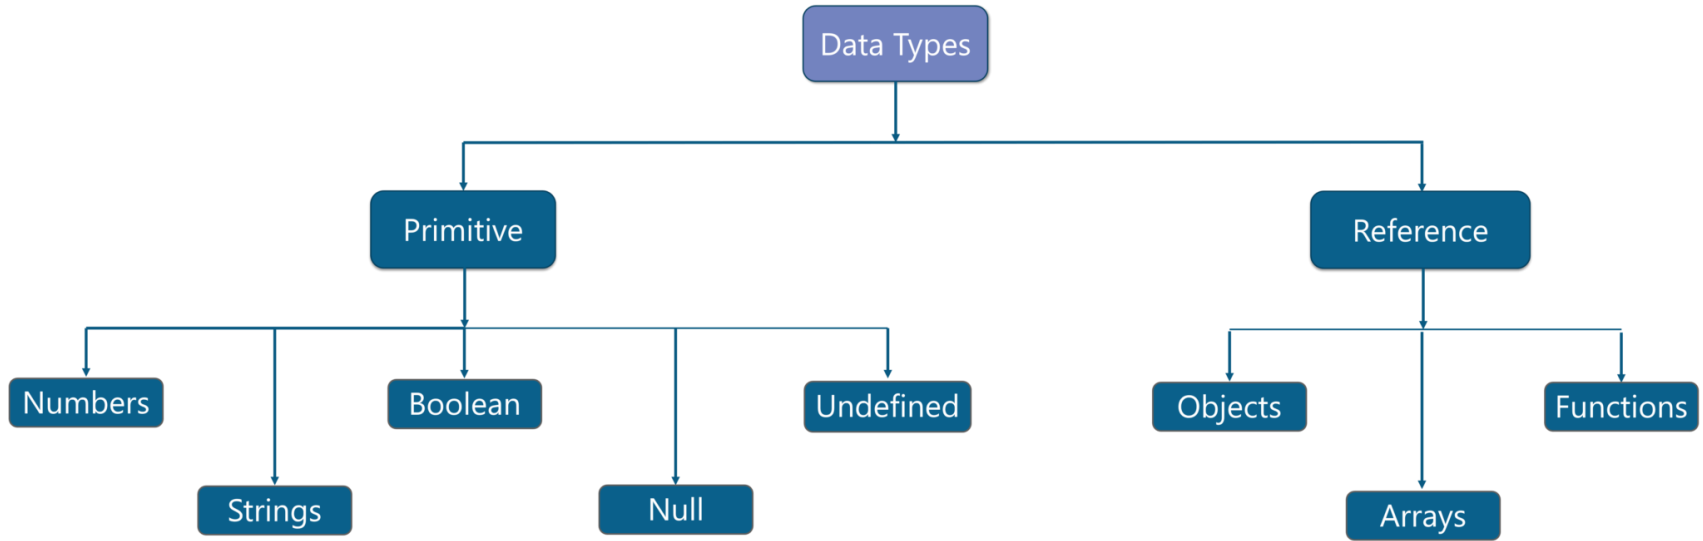 Data Types
Primitive
Reference
Numbers
Boolean
Undefined
Objects
Functions
Strings
Null
Arrays